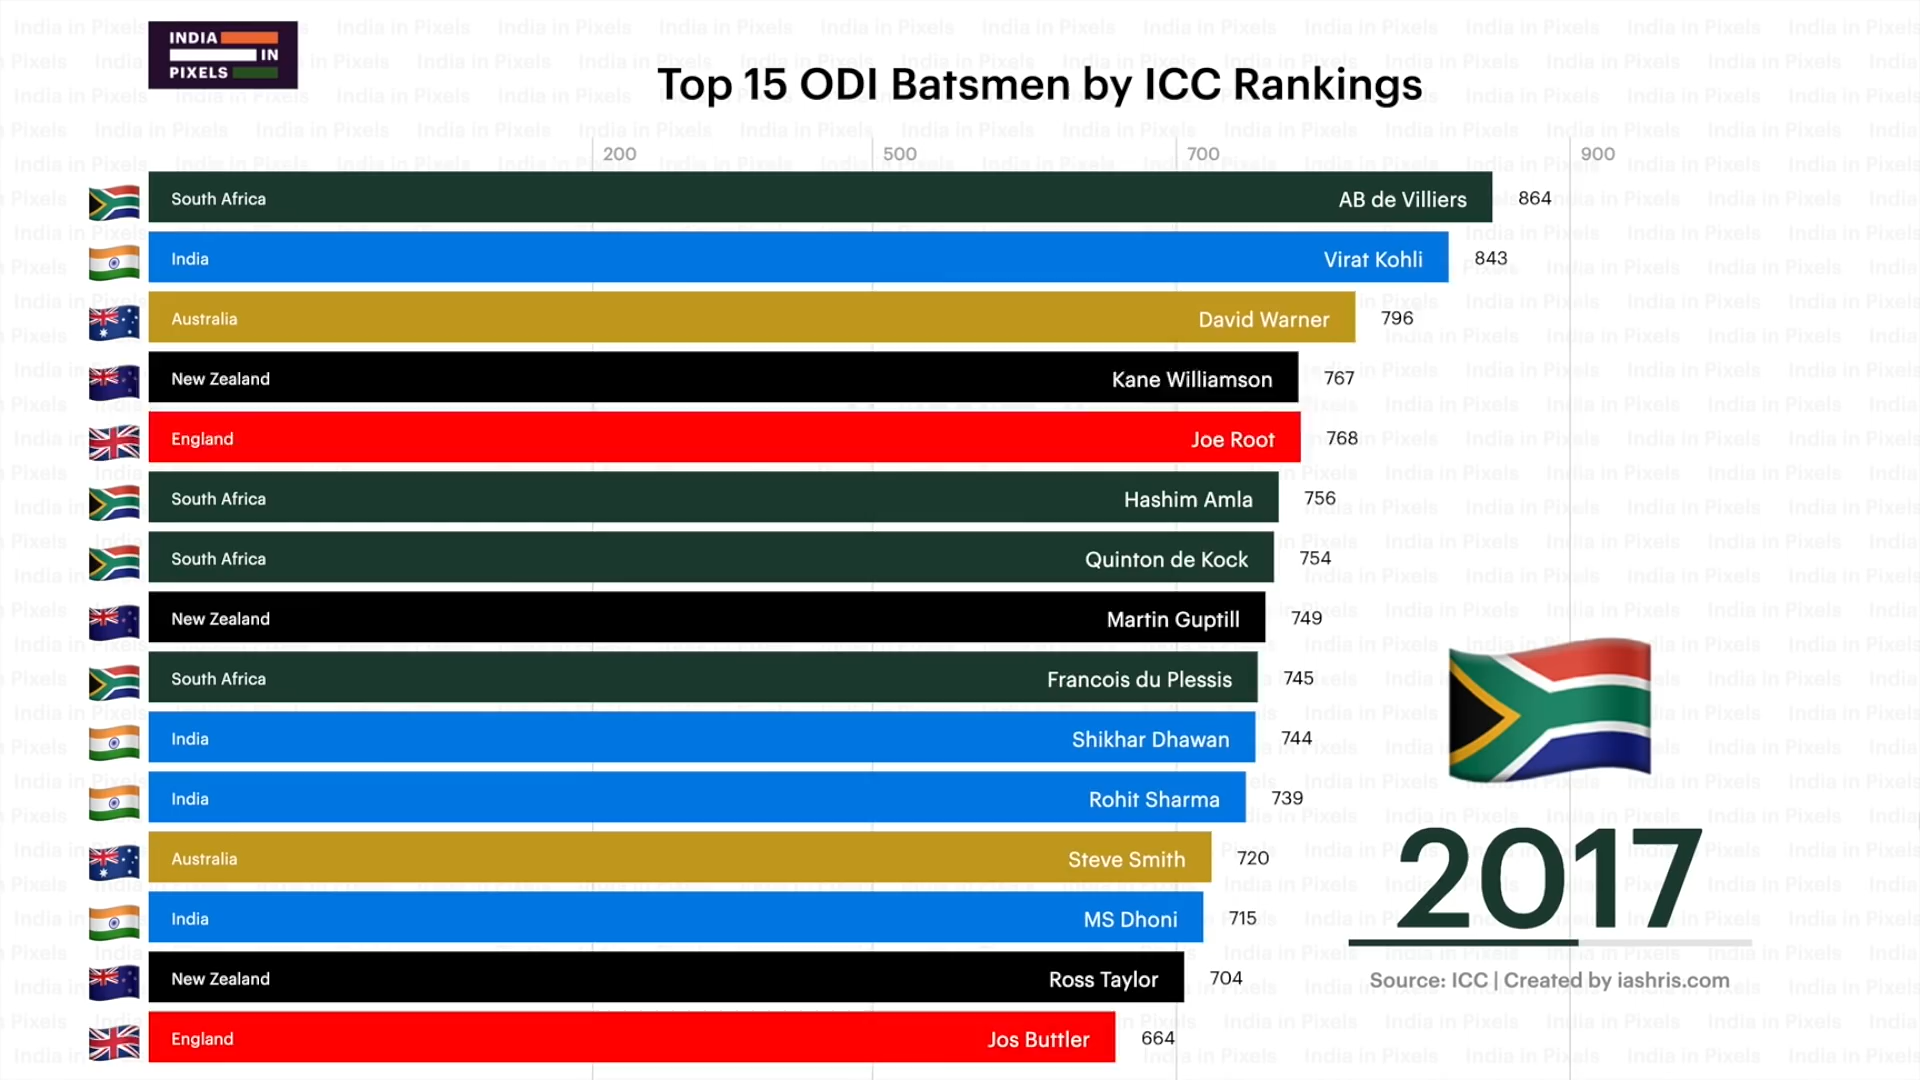 INDIA
IN
PIXELS
Top 15 ODI Batsmen by ICC Rankings
200 500 700 900
South Africa AB de Villiers 864
India Virat Kohli 843
Australia David Warner 796
New Zealand Kane Williamson 767
England Joe Root 768
South Africa Hashim Amla 756
South Africa Quinton de Kock 754
New Zealand Martin Guptill 749
South Africa Francois du Plessis 745
India Shikhar Dhawan 744
India Rohit Sharma 739
Australia Steve Smith 720
India MS Dhoni 715
New Zealand Ross Taylor 704
England Jos Buttler 664
2017
Source: ICC | Created by iashris.com